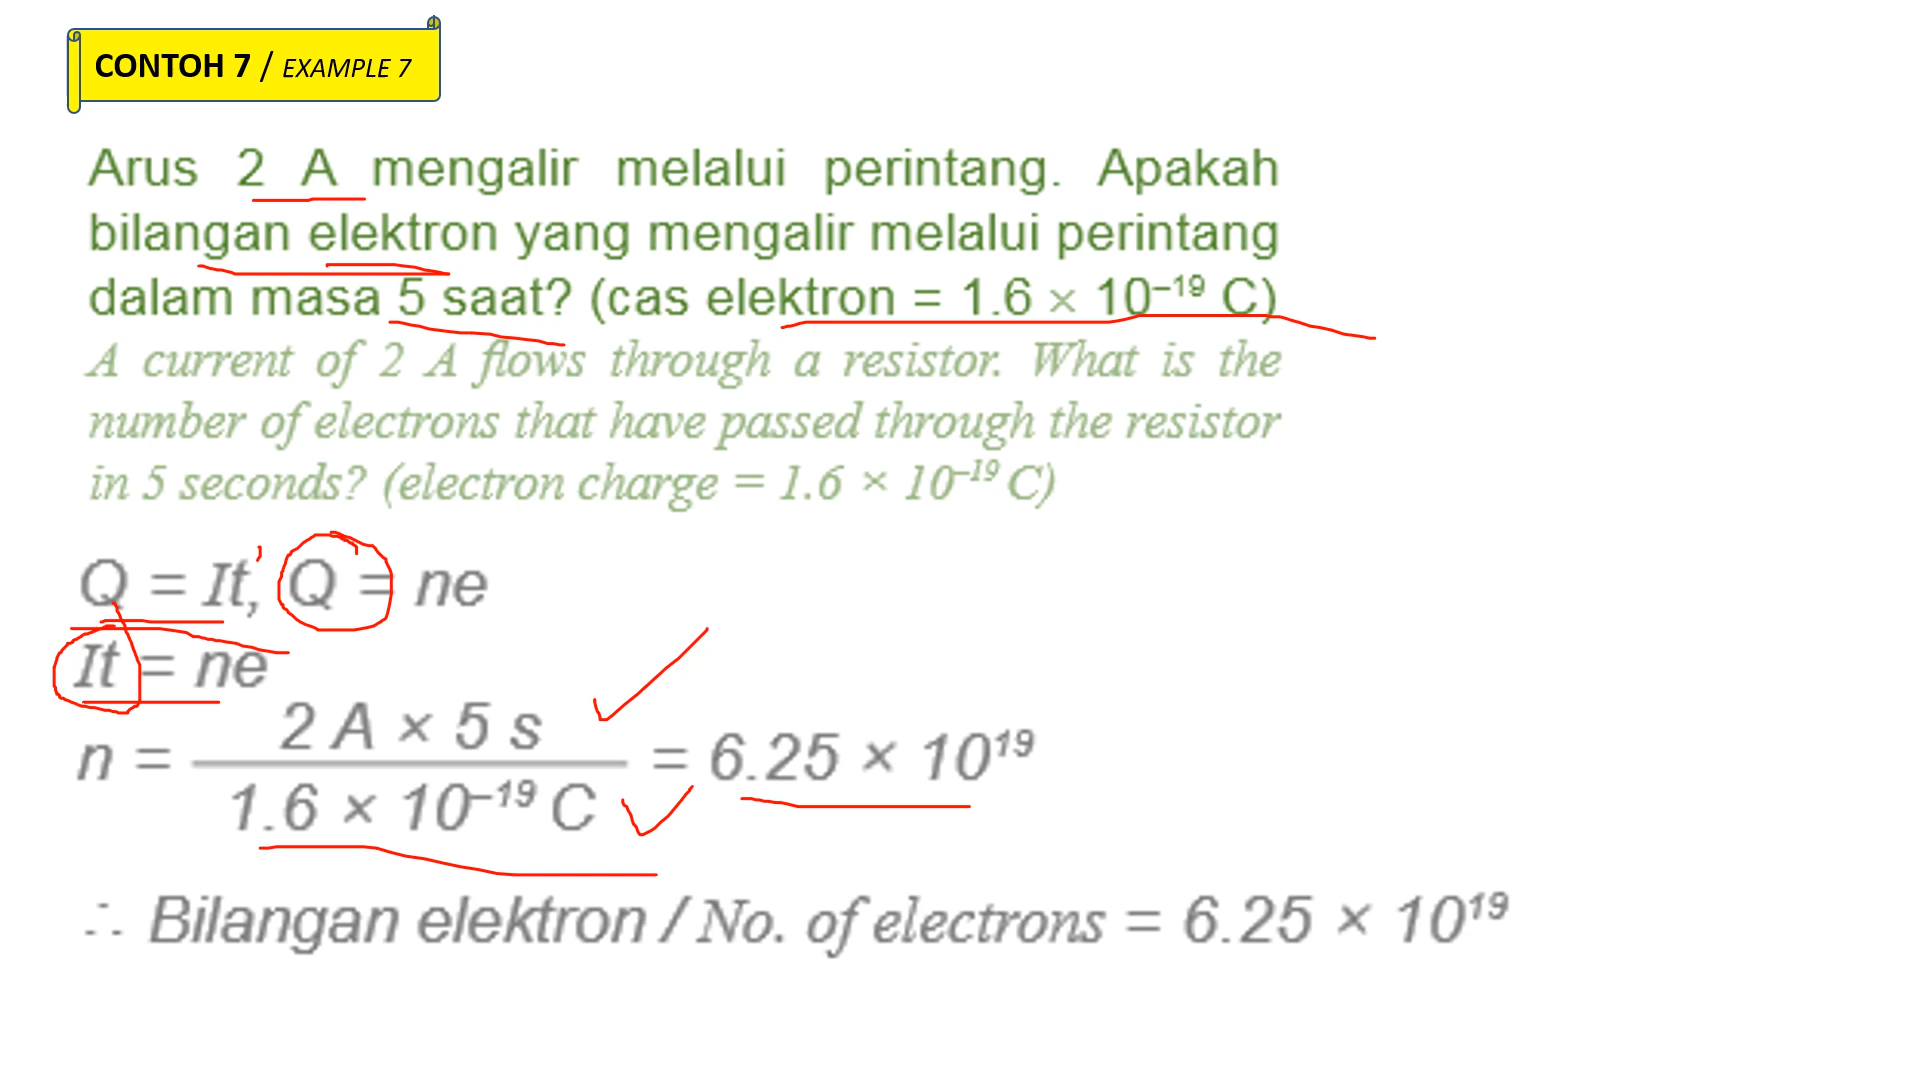 CONTOH 7 / EXAMPLE 7
Arus 2 A mengalir melalui perintang. Apakah
bilangan elektron yang mengalir melalui perintang
dalam masa 5 saat? (cas elektron = 1.6 × 10⁻¹⁹ C)
A current of 2 A flows through a resistor. What is the
number of electrons that have passed through the resistor
in 5 seconds? (electron charge = 1.6 × 10⁻¹⁹ C)
Q = It, Q = ne
It = ne
n = 2 A × 5 s / 1.6 × 10⁻¹⁹ C = 6.25 × 10¹⁹
∴ Bilangan elektron / No. of electrons = 6.25 × 10¹⁹